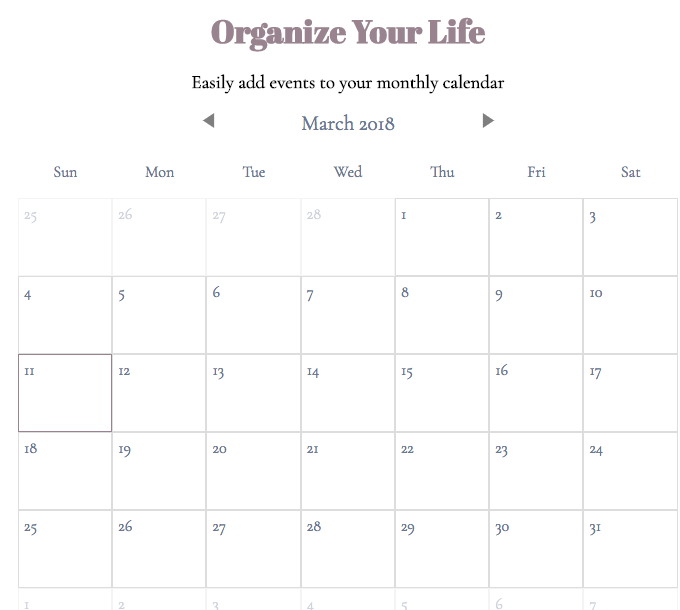 Organize Your Life
Easily add events to your monthly calendar
March 2018
Sun Mon Tue Wed Thu Fri Sat
25 26 27 28 1 2 3
4 5 6 7 8 9 10
11 12 13 14 15 16 17
18 19 20 21 22 23 24
25 26 27 28 29 30 31
1 2 3 4 5 6 7